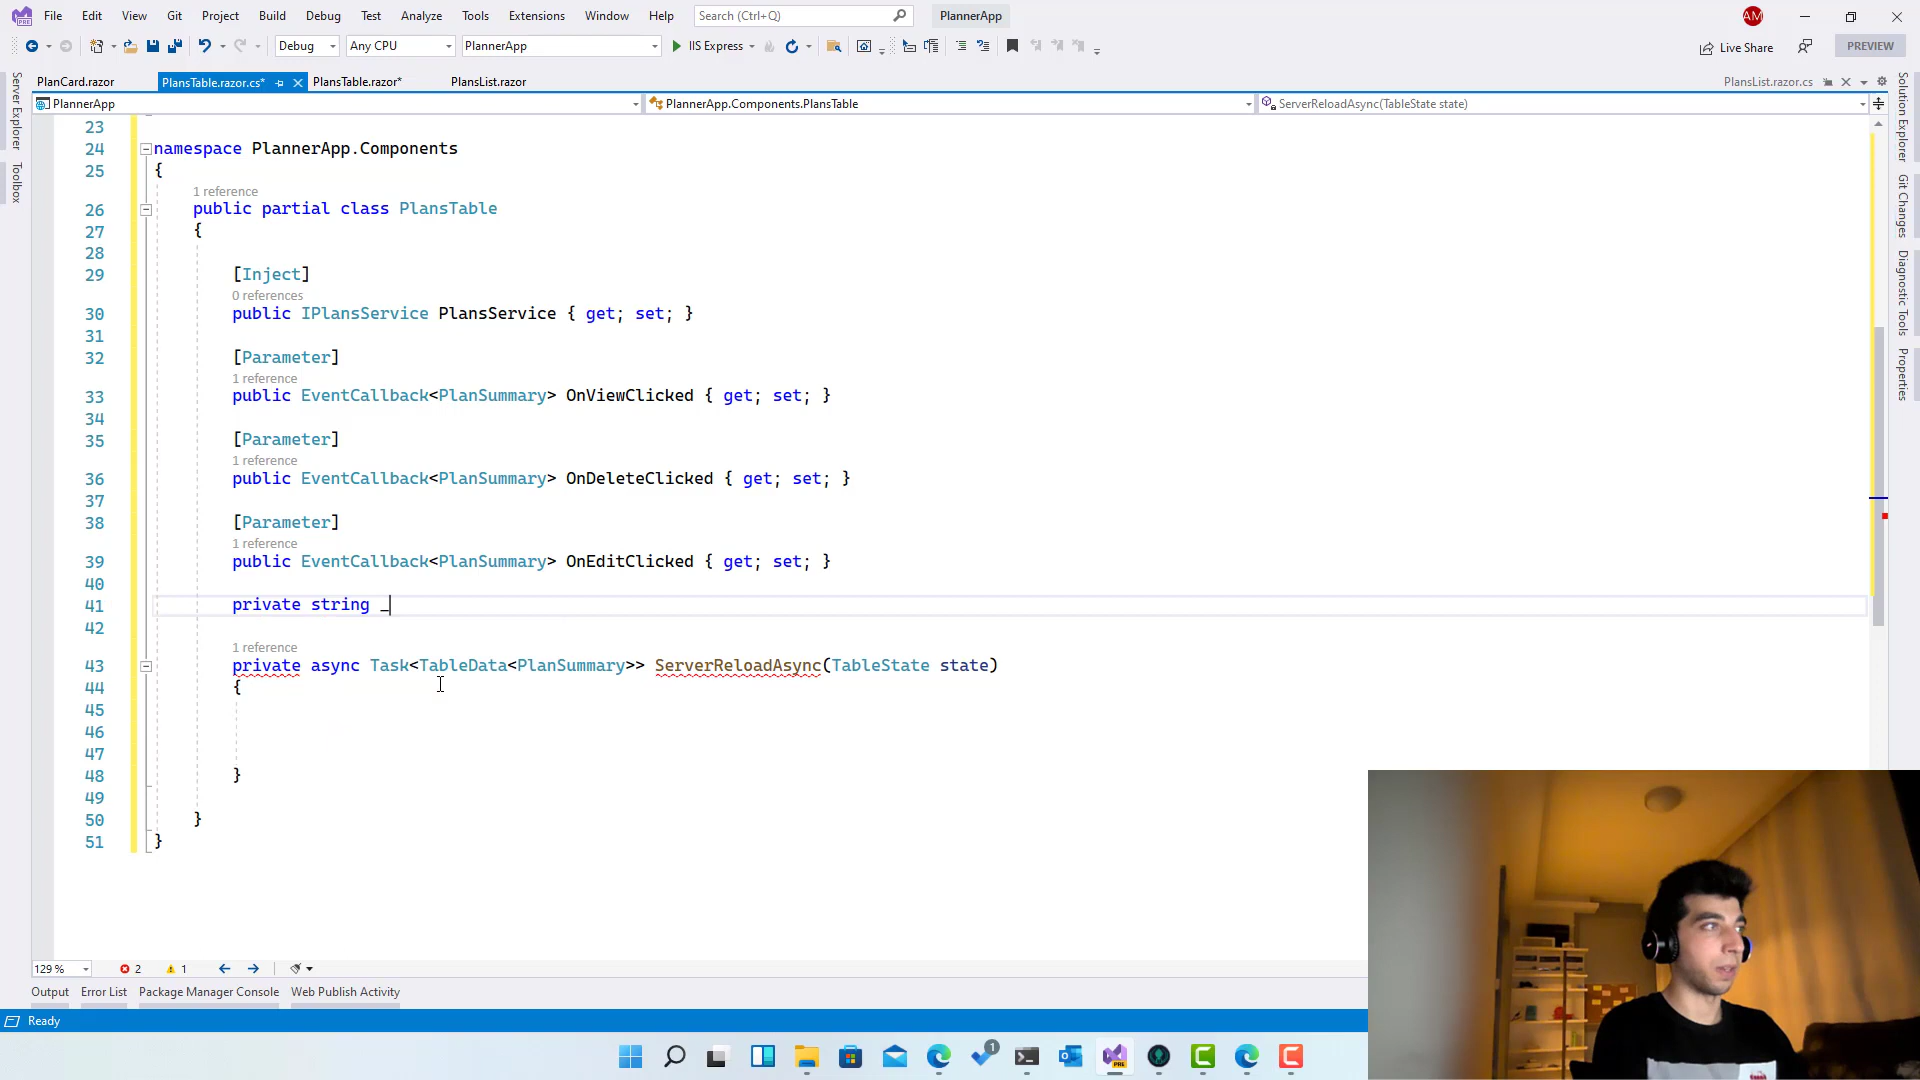 File Edit View Git Project Build Debug Test Analyze Tools Extensions Window Help Search (Ctrl+Q) PlannerApp AM
Debug Any CPU PlannerApp IIS Express Live Share PREVIEW
PlanCard.razor PlansTable.razor.cs* PlansTable.razor* PlansList.razor PlansList.razor.cs
PlannerApp PlannerApp.Components.PlansTable ServerReloadAsync(TableState state)
Server Explorer
Toolbox
Solution Explorer
Git Changes
Diagnostic Tools
Properties
23
24 namespace PlannerApp.Components
25 {
1 reference
26 public partial class PlansTable
27 {
28
29 [Inject]
0 references
30 public IPlansService PlansService { get; set; }
31
32 [Parameter]
1 reference
33 public EventCallback<PlanSummary> OnViewClicked { get; set; }
34
35 [Parameter]
1 reference
36 public EventCallback<PlanSummary> OnDeleteClicked { get; set; }
37
38 [Parameter]
1 reference
39 public EventCallback<PlanSummary> OnEditClicked { get; set; }
40
41 private string _
42
1 reference
43 private async Task<TableData<PlanSummary>> ServerReloadAsync(TableState state)
44 {
45
46
47
48 }
49
50 }
51 }
129 % 2 1
Output Error List Package Manager Console Web Publish Activity
Ready
1
PRE